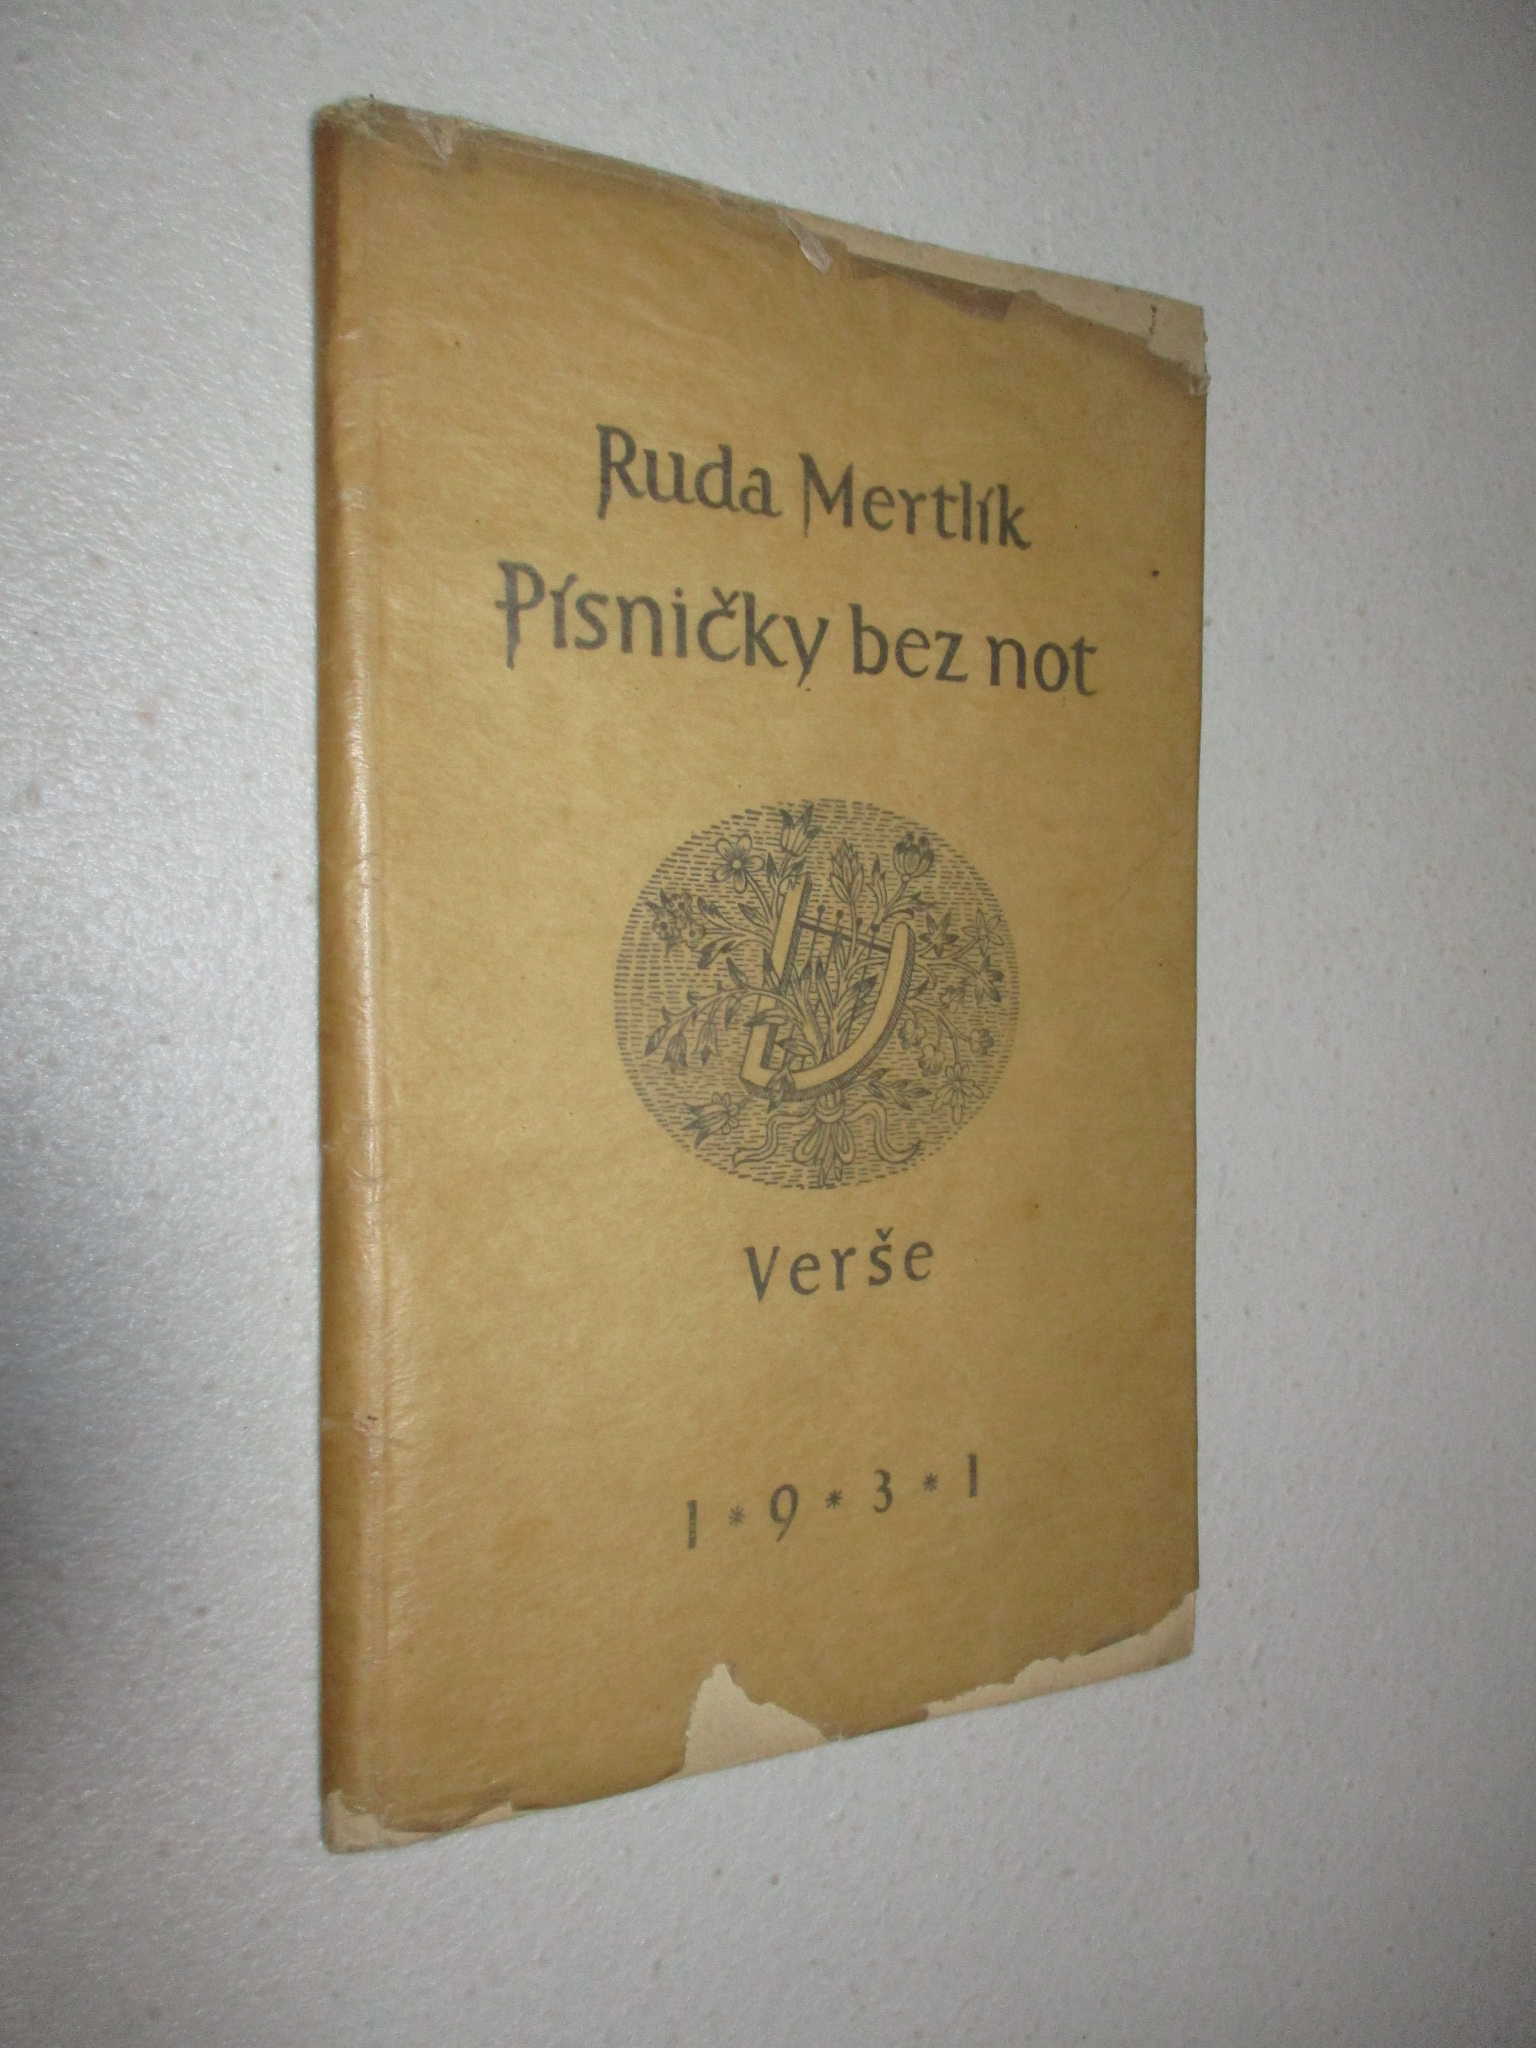 Ruda Mertlík
Písničky bez not
Verše
1 * 9 * 3 * 1